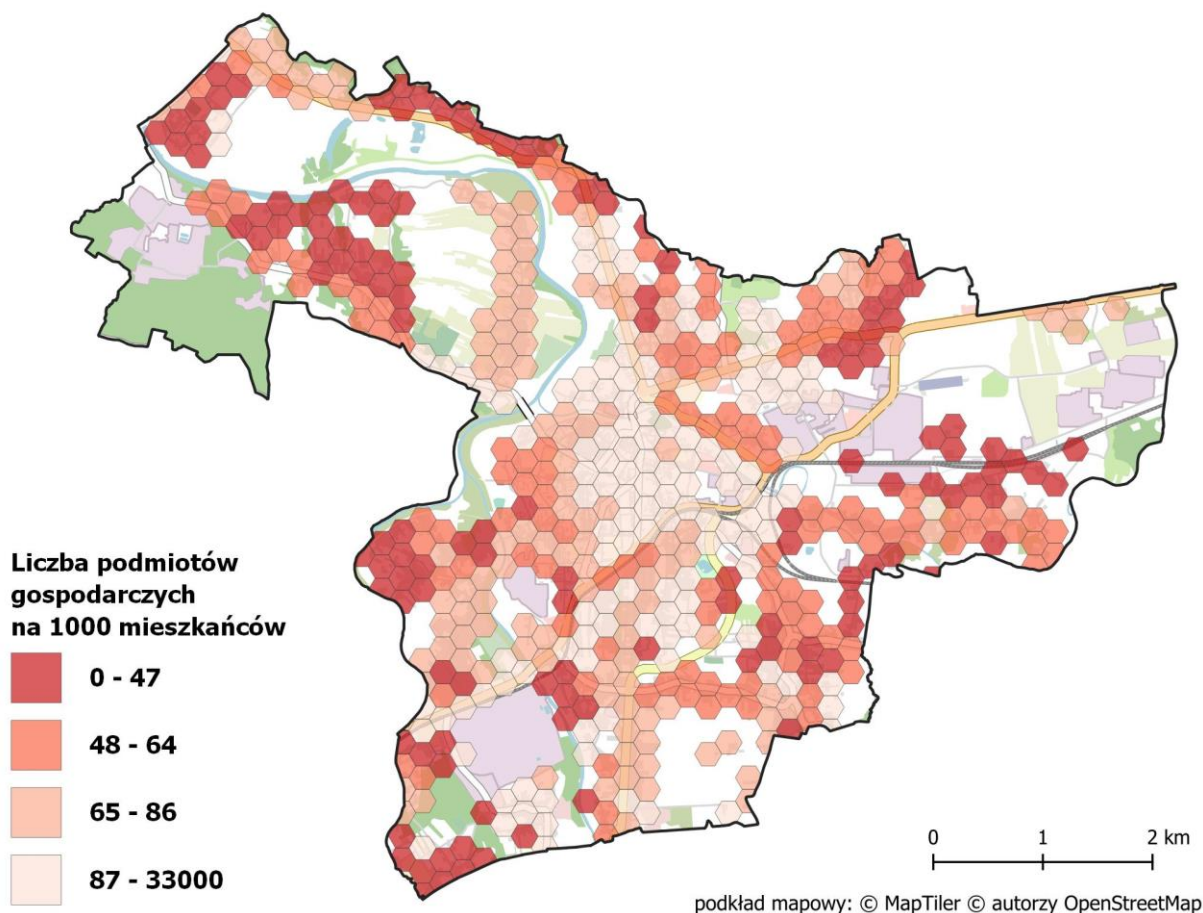 Liczba podmiotów
gospodarczych
na 1000 mieszkańców
0 - 47
48 - 64
65 - 86
87 - 33000
0 1 2 km
podkład mapowy: © MapTiler © autorzy OpenStreetMap